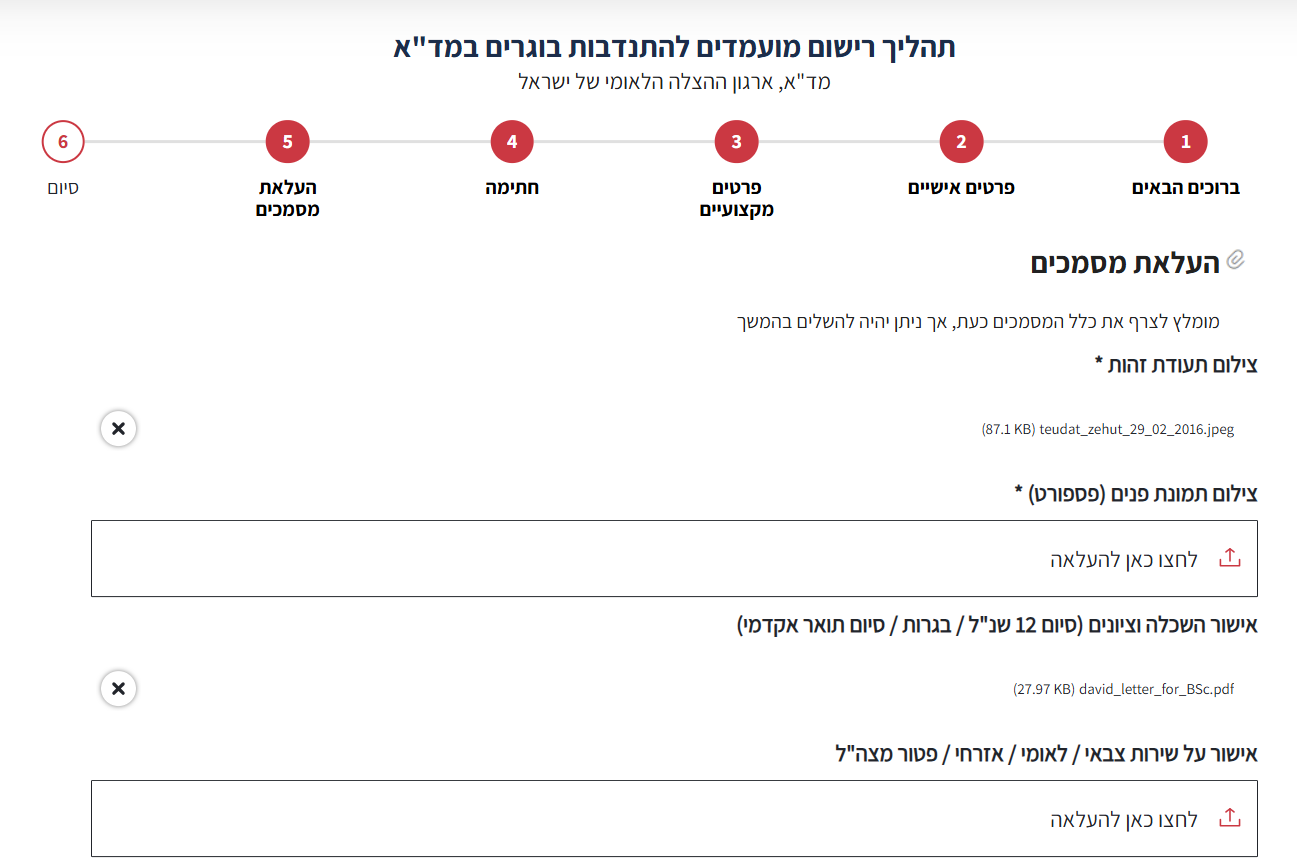 תהליך רישום מועמדים להתנדבות בוגרים במד"א
מד"א, ארגון ההצלה הלאומי של ישראל
1
2
3
4
5
6
ברוכים הבאים
פרטים אישיים
פרטים
מקצועיים
חתימה
העלאת
מסמכים
סיום
העלאת מסמכים
מומלץ לצרף את כלל המסמכים כעת, אך ניתן יהיה להשלים בהמשך
צילום תעודת זהות *
teudat_zehut_29_02_2016.jpeg (87.1 KB)
צילום תמונת פנים (פספורט) *
לחצו כאן להעלאה
אישור השכלה וציונים (סיום 12 שנ"ל / בגרות / סיום תואר אקדמי)
david_letter_for_BSc.pdf (27.97 KB)
אישור על שירות צבאי / לאומי / אזרחי / פטור מצה"ל
לחצו כאן להעלאה